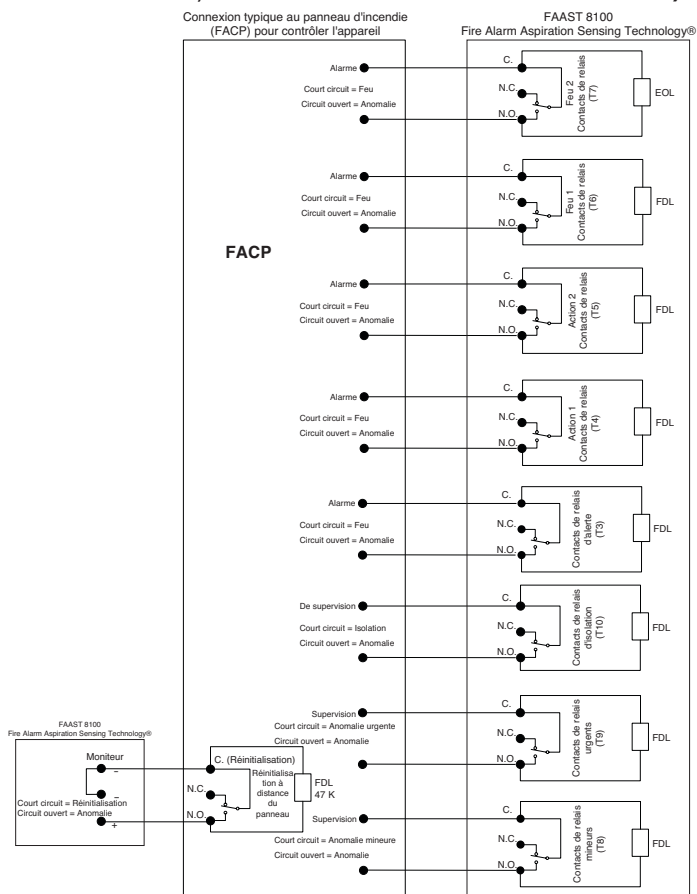 Connexion typique au panneau d'incendie
(FACP) pour contrôler l'appareil
FAAST 8100
Fire Alarm Aspiration Sensing Technology®
Alarme
Court circuit = Feu
Circuit ouvert = Anomalie
C.
N.C.
N.O.
Feu 2
Contacts de relais
(T7)
EOL
Alarme
Court circuit = Feu
Circuit ouvert = Anomalie
C.
N.C.
N.O.
Feu 1
Contacts de relais
(T6)
FDL
FACP
Alarme
Court circuit = Feu
Circuit ouvert = Anomalie
C.
N.C.
N.O.
Action 2
Contacts de relais
(T5)
FDL
Alarme
Court circuit = Feu
Circuit ouvert = Anomalie
C.
N.C.
N.O.
Action 1
Contacts de relais
(T4)
FDL
Alarme
Court circuit = Feu
Circuit ouvert = Anomalie
C.
N.C.
N.O.
Contacts de relais
d'alerte
(T3)
FDL
De supervision
Court circuit = Isolation
Circuit ouvert = Anomalie
C.
N.C.
N.O.
Contacts de relais
d'isolation
(T10)
FDL
Supervision
Court circuit = Anomalie urgente
Circuit ouvert = Anomalie
C.
N.C.
N.O.
Contacts de relais
urgents
(T9)
FDL
FAAST 8100
Fire Alarm Aspiration Sensing Technology®
Moniteur
–
–
+
Court circuit = Réinitialisation
Circuit ouvert = Anomalie
C. (Réinitialisation)
N.C.
N.O.
Réinitialisa
tion à
distance
du
panneau
FDL
47 K
Supervision
Court circuit = Anomalie mineure
Circuit ouvert = Anomalie
C.
N.C.
N.O.
Contacts de relais
mineurs
(T8)
FDL